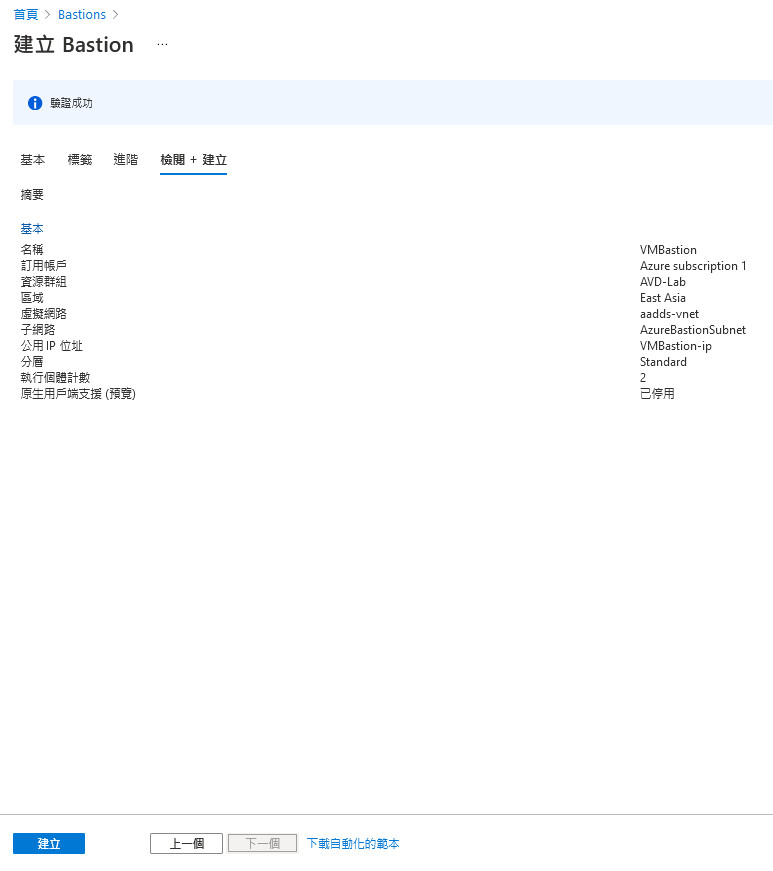 首頁 > Bastions >
建立 Bastion ...
驗證成功
基本 標籤 進階 檢閱 + 建立
摘要
基本
名稱 VMBastion
訂用帳戶 Azure subscription 1
資源群組 AVD-Lab
區域 East Asia
虛擬網路 aadds-vnet
子網路 AzureBastionSubnet
公用 IP 位址 VMBastion-ip
分層 Standard
執行個體計數 2
原生用戶端支援 (預覽) 已停用
建立 上一個 下一個 下載自動化的範本